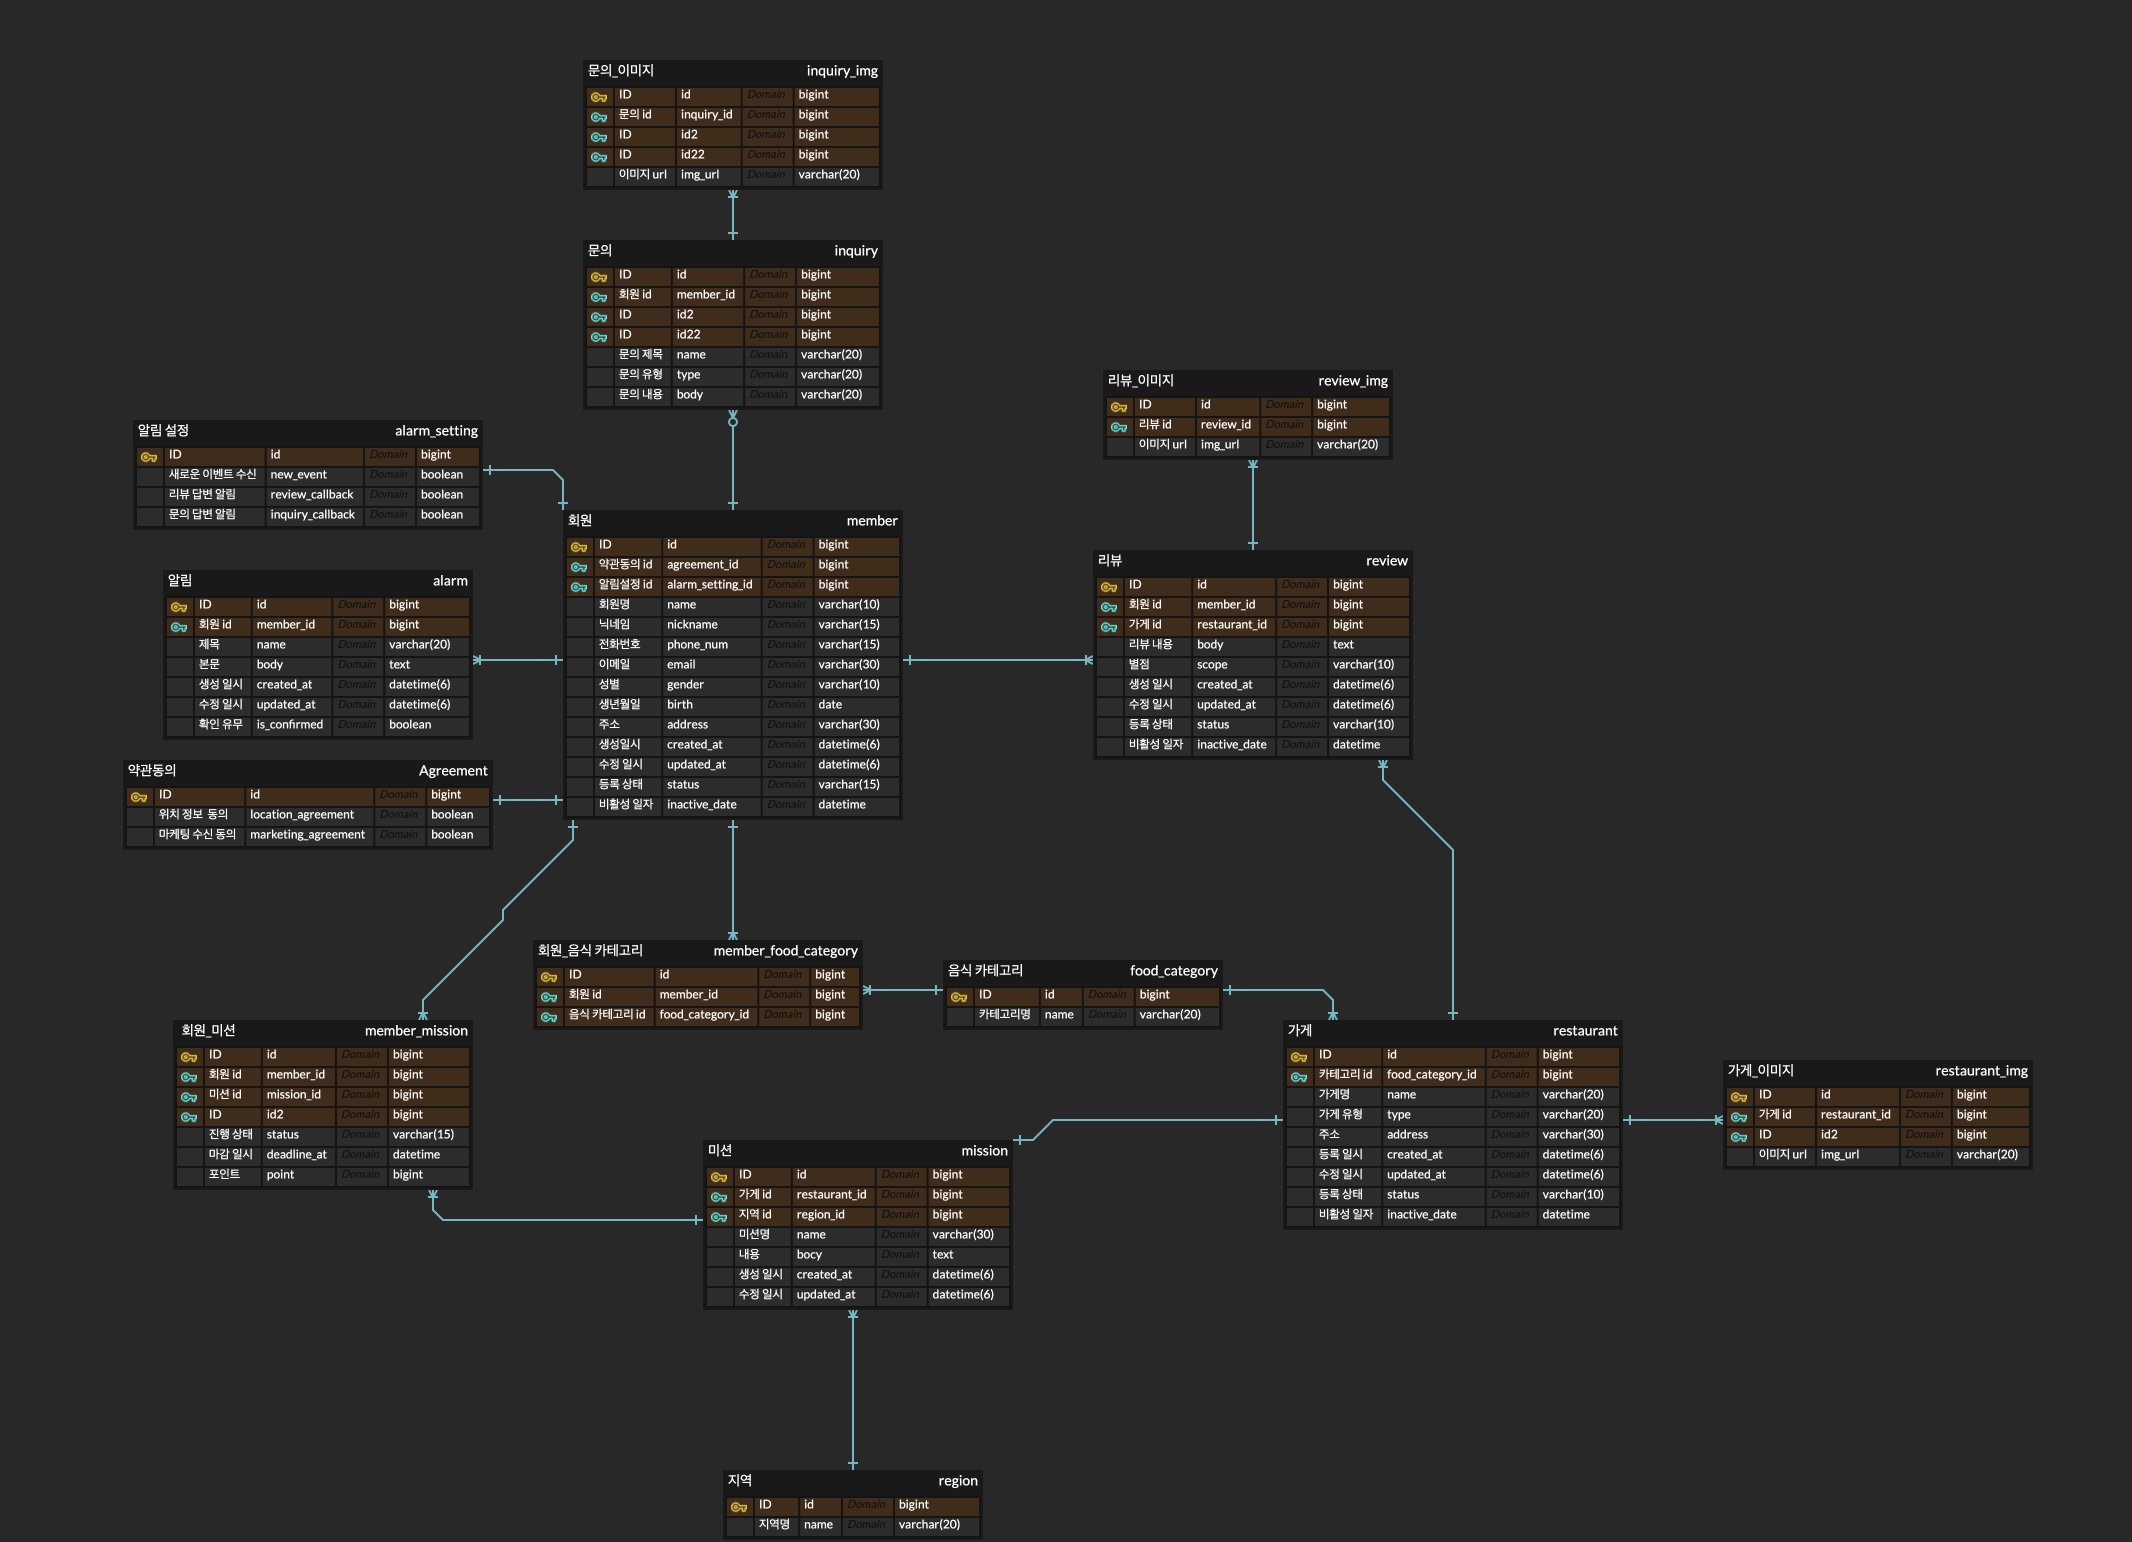 문의_이미지 inquiry_img
ID id Domain bigint
문의 id inquiry_id Domain bigint
ID id2 Domain bigint
ID id22 Domain bigint
이미지 url img_url Domain varchar(20)
문의 inquiry
ID id Domain bigint
회원 id member_id Domain bigint
ID id2 Domain bigint
ID id22 Domain bigint
문의 제목 name Domain varchar(20)
문의 유형 type Domain varchar(20)
문의 내용 body Domain varchar(20)
리뷰_이미지 review_img
ID id Domain bigint
리뷰 id review_id Domain bigint
이미지 url img_url Domain varchar(20)
알림 설정 alarm_setting
ID id Domain bigint
새로운 이벤트 수신 new_event Domain boolean
리뷰 답변 알림 review_callback Domain boolean
문의 답변 알림 inquiry_callback Domain boolean
회원 member
ID id Domain bigint
약관동의 id agreement_id Domain bigint
알림설정 id alarm_setting_id Domain bigint
회원명 name Domain varchar(10)
닉네임 nickname Domain varchar(15)
전화번호 phone_num Domain varchar(15)
이메일 email Domain varchar(30)
성별 gender Domain varchar(10)
생년월일 birth Domain date
주소 address Domain varchar(30)
생성일시 created_at Domain datetime(6)
수정 일시 updated_at Domain datetime(6)
등록 상태 status Domain varchar(15)
비활성 일자 inactive_date Domain datetime
리뷰 review
ID id Domain bigint
회원 id member_id Domain bigint
가게 id restaurant_id Domain bigint
리뷰 내용 body Domain text
별점 scope Domain varchar(10)
생성 일시 created_at Domain datetime(6)
수정 일시 updated_at Domain datetime(6)
등록 상태 status Domain varchar(10)
비활성 일자 inactive_date Domain datetime
알림 alarm
ID id Domain bigint
회원 id member_id Domain bigint
제목 name Domain varchar(20)
본문 body Domain text
생성 일시 created_at Domain datetime(6)
수정 일시 updated_at Domain datetime(6)
확인 유무 is_confirmed Domain boolean
약관동의 Agreement
ID id Domain bigint
위치 정보 동의 location_agreement Domain boolean
마케팅 수신 동의 marketing_agreement Domain boolean
회원_음식 카테고리 member_food_category
ID id Domain bigint
회원 id member_id Domain bigint
음식 카테고리 id food_category_id Domain bigint
음식 카테고리 food_category
ID id Domain bigint
카테고리명 name Domain varchar(20)
회원_미션 member_mission
ID id Domain bigint
회원 id member_id Domain bigint
미션 id mission_id Domain bigint
ID id2 Domain bigint
진행 상태 status Domain varchar(15)
마감 일시 deadline_at Domain datetime
포인트 point Domain bigint
가게 restaurant
ID id Domain bigint
카테고리 id food_category_id Domain bigint
가게명 name Domain varchar(20)
가게 유형 type Domain varchar(20)
주소 address Domain varchar(30)
등록 일시 created_at Domain datetime(6)
수정 일시 updated_at Domain datetime(6)
등록 상태 status Domain varchar(10)
비활성 일자 inactive_date Domain datetime
가게_이미지 restaurant_img
ID id Domain bigint
가게 id restaurant_id Domain bigint
ID id2 Domain bigint
이미지 url img_url Domain varchar(20)
미션 mission
ID id Domain bigint
가게 id restaurant_id Domain bigint
지역 id region_id Domain bigint
미션명 name Domain varchar(30)
내용 bocy Domain text
생성 일시 created_at Domain datetime(6)
수정 일시 updated_at Domain datetime(6)
지역 region
ID id Domain bigint
지역명 name Domain varchar(20)